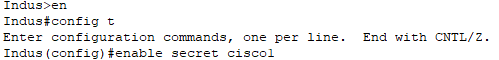 Indus>en
Indus#config t
Enter configuration commands, one per line.  End with CNTL/Z.
Indus(config)#enable secret cisco1